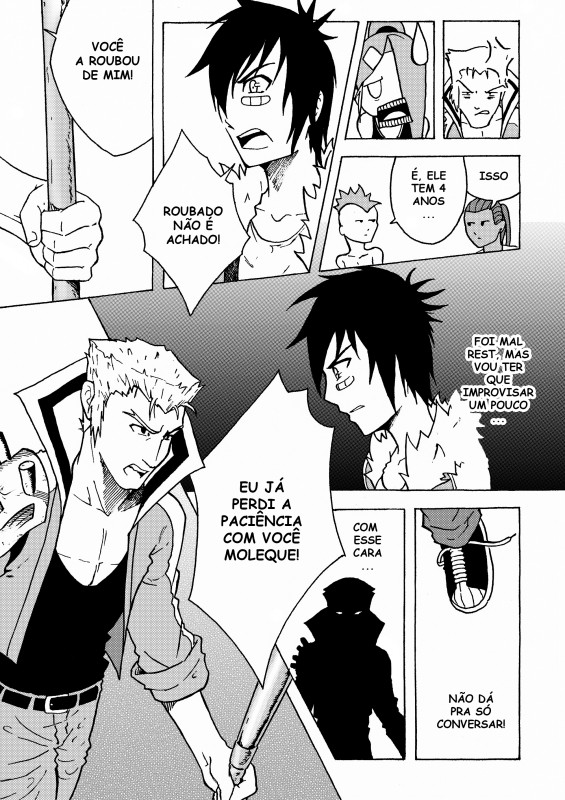 VOCÊ
A ROUBOU
DE MIM!
ROUBADO
NÃO É
ACHADO!
É, ELE
TEM 4
ANOS
...
ISSO
FOI MAL
REST, MAS
VOU TER
QUE
IMPROVISAR
UM POUCO
...
EU JÁ
PERDI A
PACIÊNCIA
COM VOCÊ
MOLEQUE!
COM
ESSE
CARA
...
NÃO DÁ
PRA SÓ
CONVERSAR!